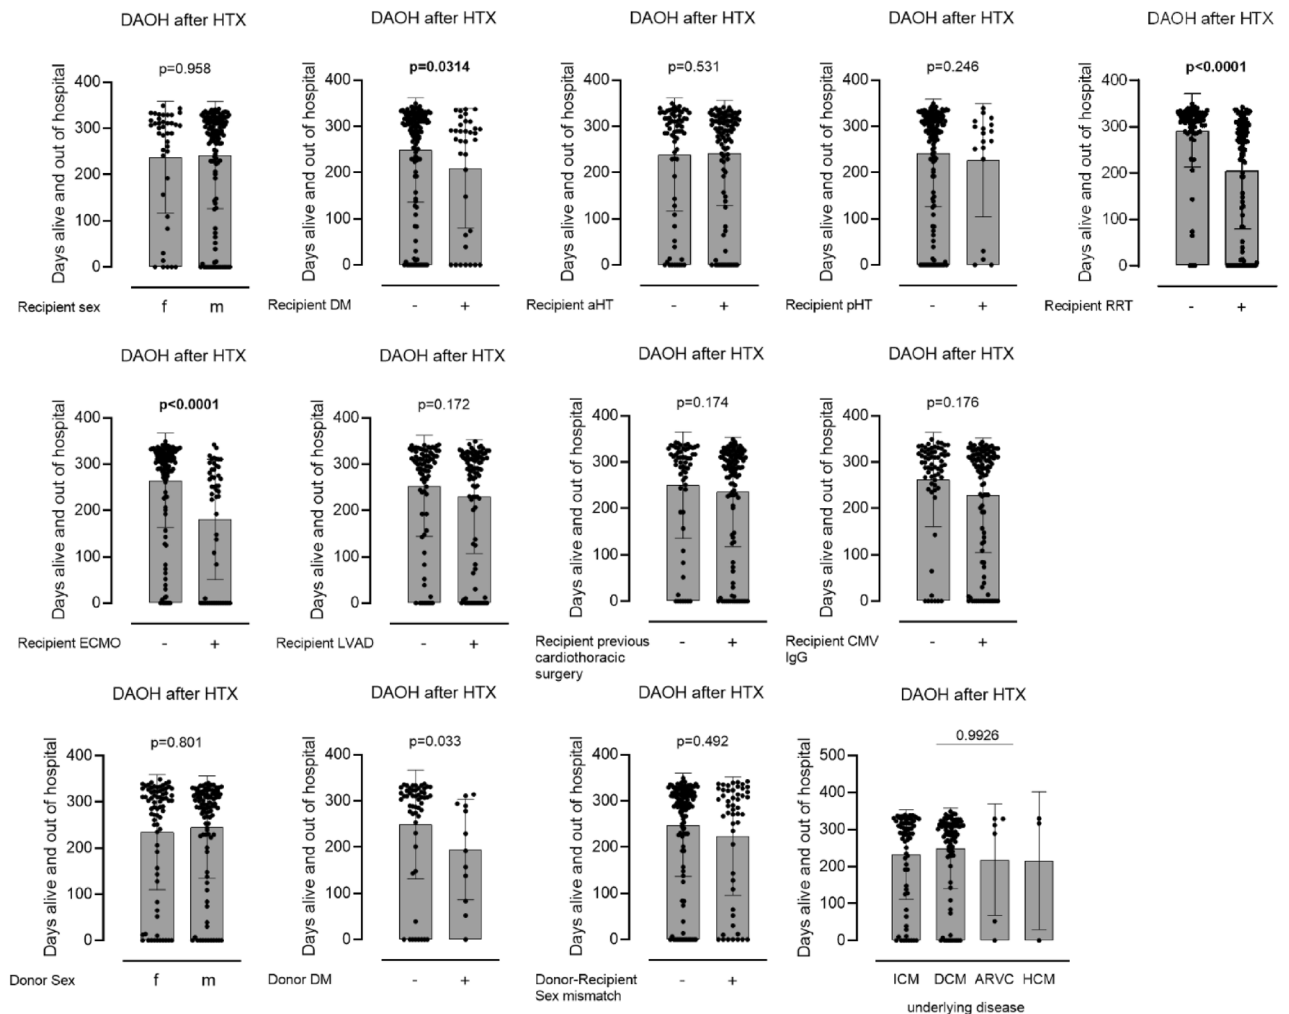 DAOH after HTX
p=0.958
Days alive and out of hospital
400
300
200
100
0
Recipient sex
f m
DAOH after HTX
p=0.0314
Days alive and out of hospital
400
300
200
100
0
Recipient DM
- +
DAOH after HTX
p=0.531
Days alive and out of hospital
400
300
200
100
0
Recipient aHT
- +
DAOH after HTX
p=0.246
Days alive and out of hospital
400
300
200
100
0
Recipient pHT
- +
DAOH after HTX
p<0.0001
Days alive and out of hospital
400
300
200
100
0
Recipient RRT
- +
DAOH after HTX
p<0.0001
Days alive and out of hospital
400
300
200
100
0
Recipient ECMO
- +
DAOH after HTX
p=0.172
Days alive and out of hospital
400
300
200
100
0
Recipient LVAD
- +
DAOH after HTX
p=0.174
Days alive and out of hospital
400
300
200
100
0
Recipient previous
cardiothoracic
surgery
- +
DAOH after HTX
p=0.176
Days alive and out of hospital
400
300
200
100
0
Recipient CMV
IgG
- +
DAOH after HTX
p=0.801
Days alive and out of hospital
400
300
200
100
0
Donor Sex
f m
DAOH after HTX
p=0.033
Days alive and out of hospital
400
300
200
100
0
Donor DM
- +
DAOH after HTX
p=0.492
Days alive and out of hospital
400
300
200
100
0
Donor-Recipient
Sex mismatch
- +
DAOH after HTX
0.9926
Days alive and out of hospital
500
400
300
200
100
0
ICM DCM ARVC HCM
underlying disease